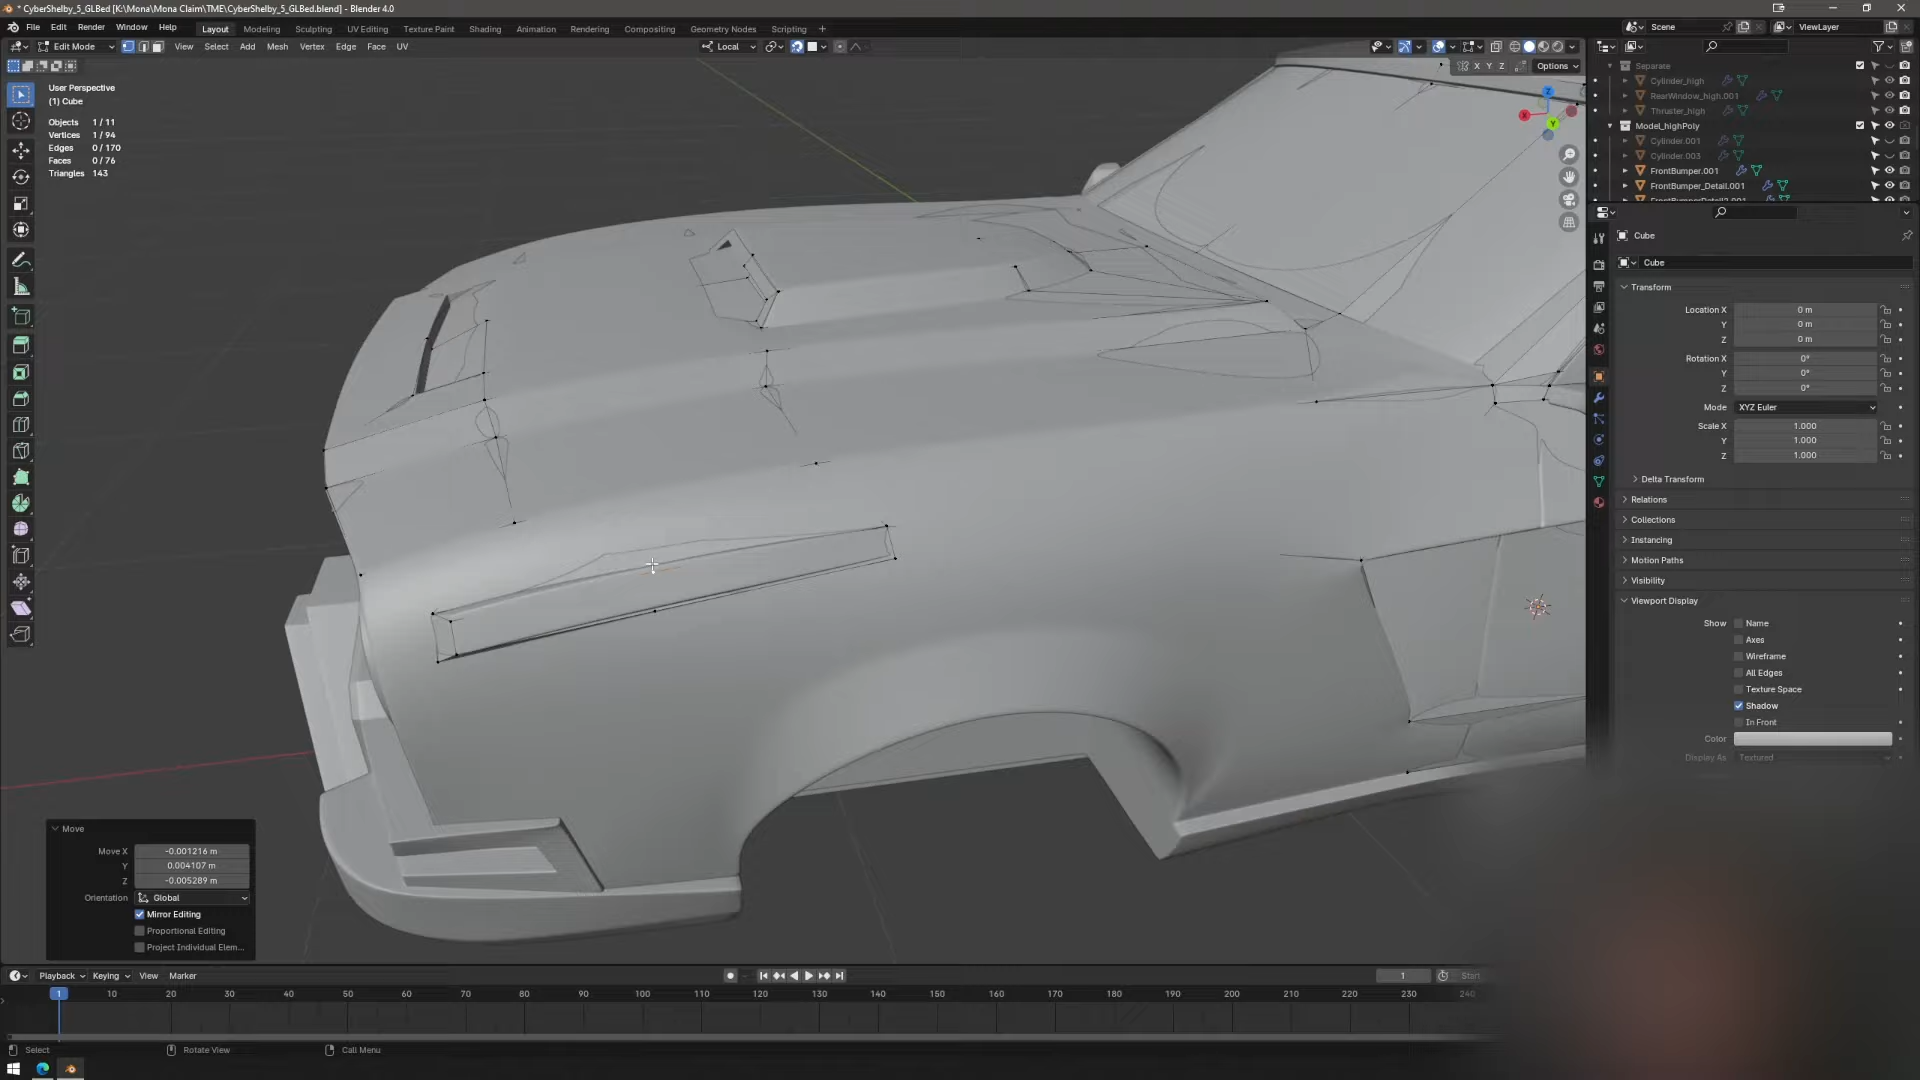 * CyberShelby_5_GLBed [K:\Mona\Mona Claim\TME\CyberShelby_5_GLBed.blend] - Blender 4.0
File Edit Render Window Help Layout Modeling Sculpting UV Editing Texture Paint Shading Animation Rendering Compositing Geometry Nodes Scripting + Scene ViewLayer
Edit Mode View Select Add Mesh Vertex Edge Face UV Local
X Y Z Options
User Perspective
(1) Cube
Objects 1 / 11
Vertices 1 / 94
Edges 0 / 170
Faces 0 / 76
Triangles 143
Z
X
Y
Separate
Cylinder_high
RearWindow_high.001
Thruster_high
Model_highPoly
Cylinder.001
Cylinder.003
FrontBumper.001
FrontBumper_Detail.001
Cube
Cube
Transform
Location X 0 m
Y 0 m
Z 0 m
Rotation X 0°
Y 0°
Z 0°
Mode XYZ Euler
Scale X 1.000
Y 1.000
Z 1.000
Delta Transform
Relations
Collections
Instancing
Motion Paths
Visibility
Viewport Display
Show Name
Axes
Wireframe
All Edges
Texture Space
Shadow
In Front
Color
Display As Textured
Move
Move X -0.001216 m
Y 0.004107 m
Z -0.005289 m
Orientation Global
Mirror Editing
Proportional Editing
Project Individual Elem...
Playback Keying View Marker 1 Start
1 10 20 30 40 50 60 70 80 90 100 110 120 130 140 150 160 170 180 190 200 210 220 230 240
Select Rotate View Call Menu